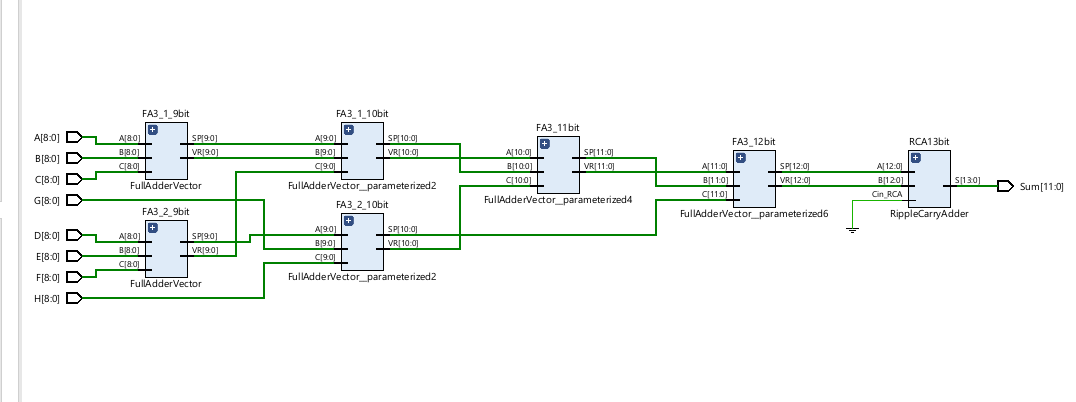 FA3_1_9bit
A[8:0]
B[8:0]
C[8:0]
A[8:0]
B[8:0]
C[8:0]
SP[9:0]
VR[9:0]
FullAdderVector
FA3_1_10bit
A[9:0]
B[9:0]
C[9:0]
SP[10:0]
VR[10:0]
FullAdderVector__parameterized2
FA3_11bit
A[10:0]
B[10:0]
C[10:0]
SP[11:0]
VR[11:0]
FullAdderVector__parameterized4
FA3_12bit
A[11:0]
B[11:0]
C[11:0]
SP[12:0]
VR[12:0]
FullAdderVector__parameterized6
RCA13bit
A[12:0]
B[12:0]
Cin_RCA
S[13:0]
RippleCarryAdder
Sum[11:0]
G[8:0]
FA3_2_9bit
D[8:0]
E[8:0]
F[8:0]
A[8:0]
B[8:0]
C[8:0]
SP[9:0]
VR[9:0]
FullAdderVector
H[8:0]
FA3_2_10bit
A[9:0]
B[9:0]
C[9:0]
SP[10:0]
VR[10:0]
FullAdderVector__parameterized2